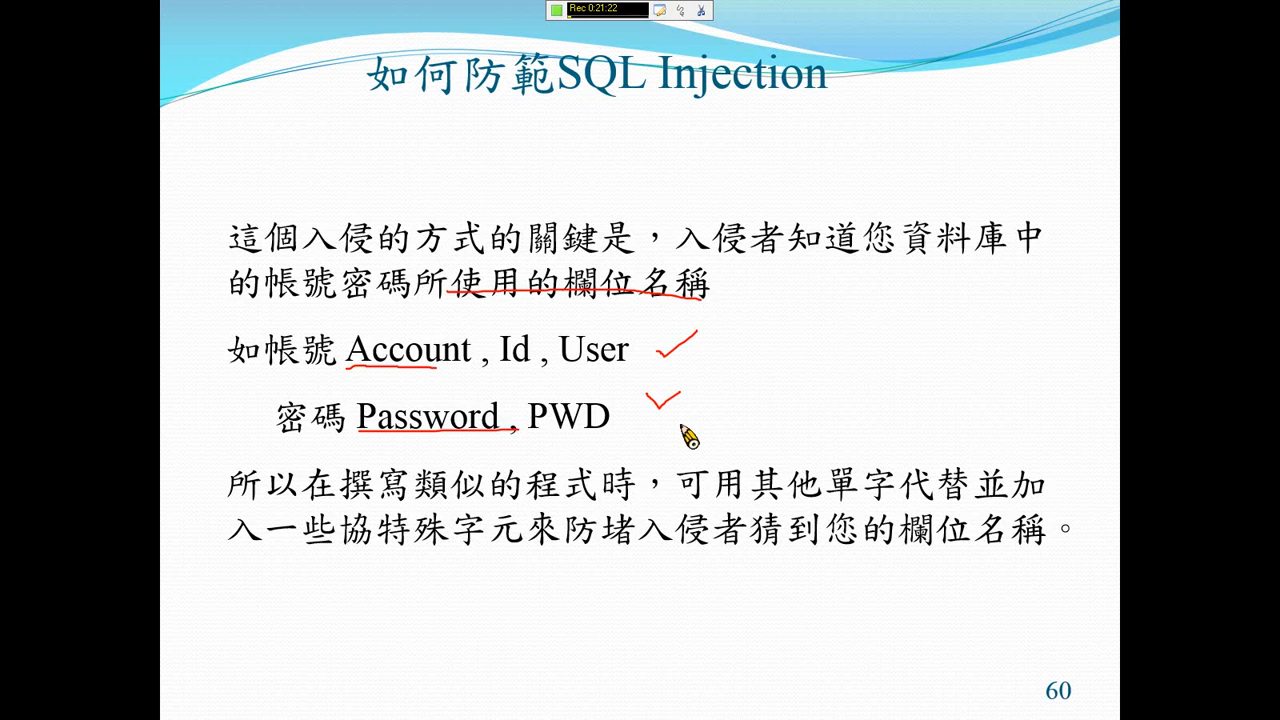 Rec 0:21:22
如何防範SQL Injection
這個入侵的方式的關鍵是，入侵者知道您資料庫中
的帳號密碼所使用的欄位名稱
如帳號 Account , Id , User
密碼 Password , PWD
所以在撰寫類似的程式時，可用其他單字代替並加
入一些協特殊字元來防堵入侵者猜到您的欄位名稱。
60